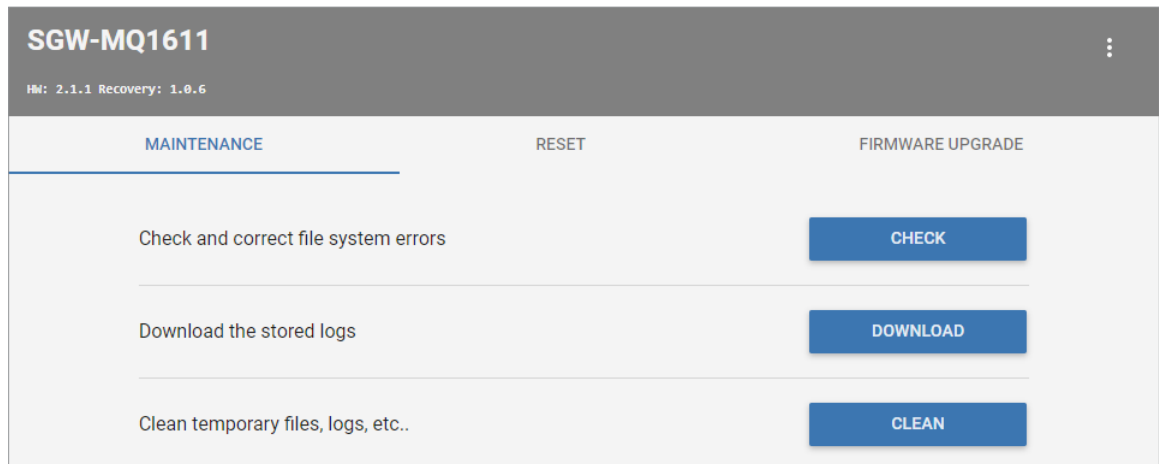 SGW-MQ1611
HW: 2.1.1 Recovery: 1.0.6
MAINTENANCE RESET FIRMWARE UPGRADE
Check and correct file system errors CHECK
Download the stored logs DOWNLOAD
Clean temporary files, logs, etc.. CLEAN